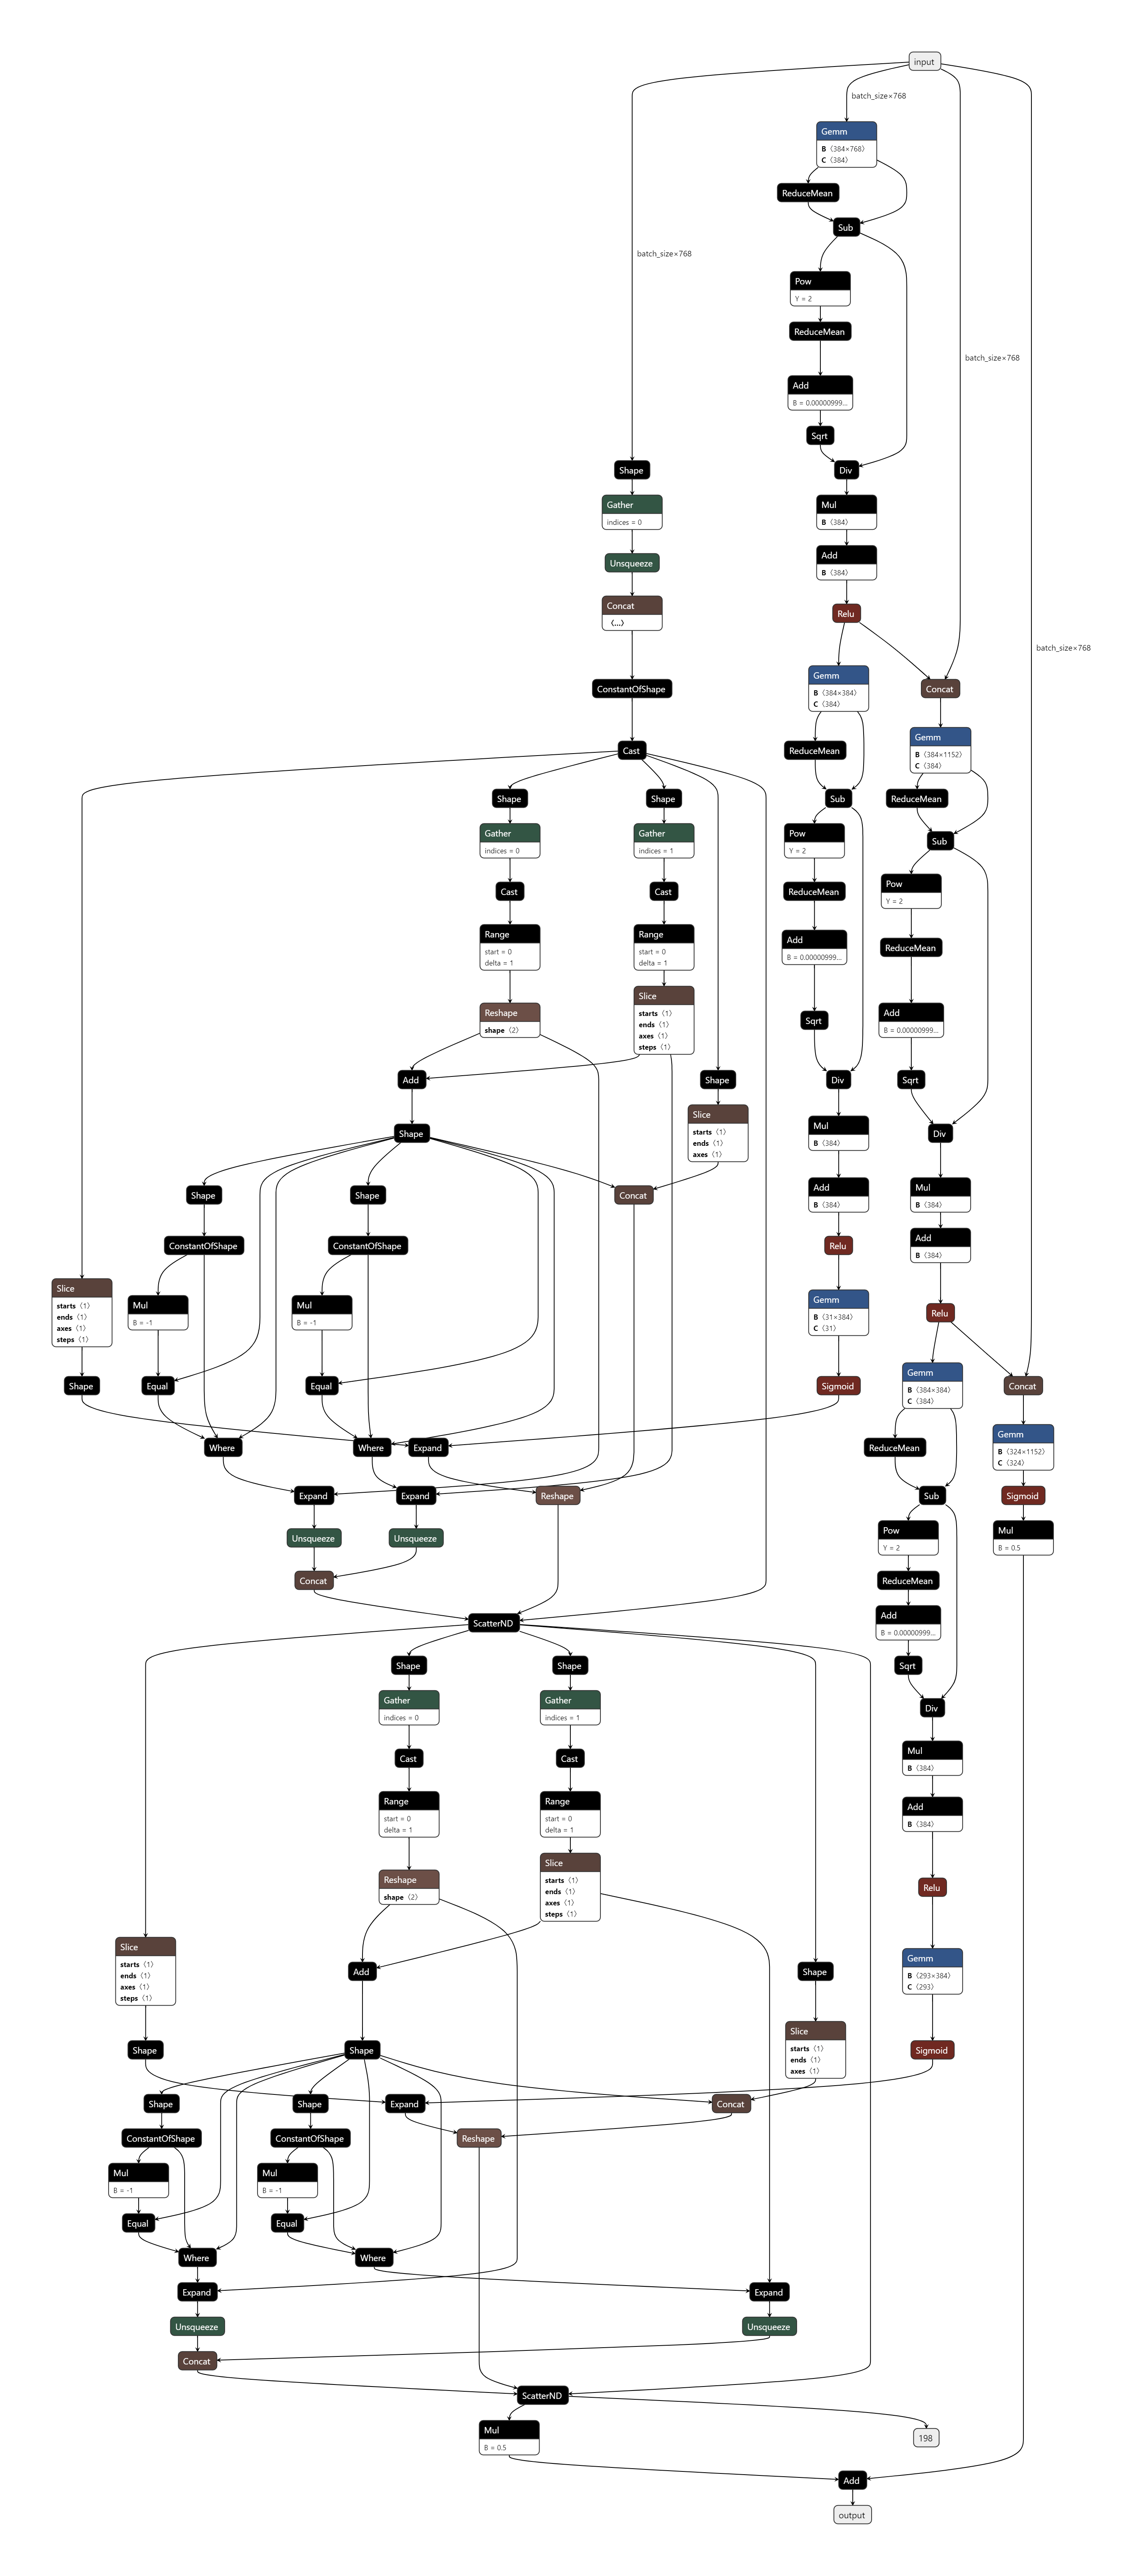 input
batch_size×768
Gemm
B ⟨384×768⟩
C ⟨384⟩
ReduceMean
Sub
batch_size×768
Pow
Y = 2
ReduceMean
batch_size×768
Add
B = 0.00000999...
Sqrt
Shape
Div
Gather
indices = 0
Mul
B ⟨384⟩
Unsqueeze
Add
B ⟨384⟩
Concat
⟨...⟩
Relu
batch_size×768
Gemm
B ⟨384×384⟩
C ⟨384⟩
ConstantOfShape
Concat
Cast
ReduceMean
Gemm
B ⟨384×1152⟩
C ⟨384⟩
Shape
Shape
Sub
ReduceMean
Gather
indices = 0
Gather
indices = 1
Pow
Y = 2
Sub
Cast
Cast
ReduceMean
Pow
Y = 2
Range
start = 0
delta = 1
Range
start = 0
delta = 1
Add
B = 0.00000999...
ReduceMean
Reshape
shape ⟨2⟩
Slice
starts ⟨1⟩
ends ⟨1⟩
axes ⟨1⟩
steps ⟨1⟩
Sqrt
Add
B = 0.00000999...
Add
Shape
Div
Sqrt
Shape
Slice
starts ⟨1⟩
ends ⟨1⟩
axes ⟨1⟩
Mul
B ⟨384⟩
Div
Shape
Shape
Concat
Add
B ⟨384⟩
Mul
B ⟨384⟩
ConstantOfShape
ConstantOfShape
Relu
Add
B ⟨384⟩
Slice
starts ⟨1⟩
ends ⟨1⟩
axes ⟨1⟩
steps ⟨1⟩
Mul
B = -1
Mul
B = -1
Gemm
B ⟨31×384⟩
C ⟨31⟩
Relu
Shape
Equal
Equal
Sigmoid
Gemm
B ⟨384×384⟩
C ⟨384⟩
Concat
Where
Where
Expand
ReduceMean
Gemm
B ⟨324×1152⟩
C ⟨324⟩
Expand
Expand
Reshape
Sub
Sigmoid
Unsqueeze
Unsqueeze
Pow
Y = 2
Mul
B = 0.5
Concat
ReduceMean
ScatterND
Add
B = 0.00000999...
Shape
Shape
Sqrt
Gather
indices = 0
Gather
indices = 1
Div
Cast
Cast
Mul
B ⟨384⟩
Range
start = 0
delta = 1
Range
start = 0
delta = 1
Add
B ⟨384⟩
Reshape
shape ⟨2⟩
Slice
starts ⟨1⟩
ends ⟨1⟩
axes ⟨1⟩
steps ⟨1⟩
Relu
Slice
starts ⟨1⟩
ends ⟨1⟩
axes ⟨1⟩
steps ⟨1⟩
Add
Shape
Gemm
B ⟨293×384⟩
C ⟨293⟩
Shape
Shape
Slice
starts ⟨1⟩
ends ⟨1⟩
axes ⟨1⟩
Sigmoid
Shape
Shape
Expand
Concat
ConstantOfShape
ConstantOfShape
Reshape
Mul
B = -1
Mul
B = -1
Equal
Equal
Where
Where
Expand
Expand
Unsqueeze
Unsqueeze
Concat
ScatterND
Mul
B = 0.5
198
Add
output